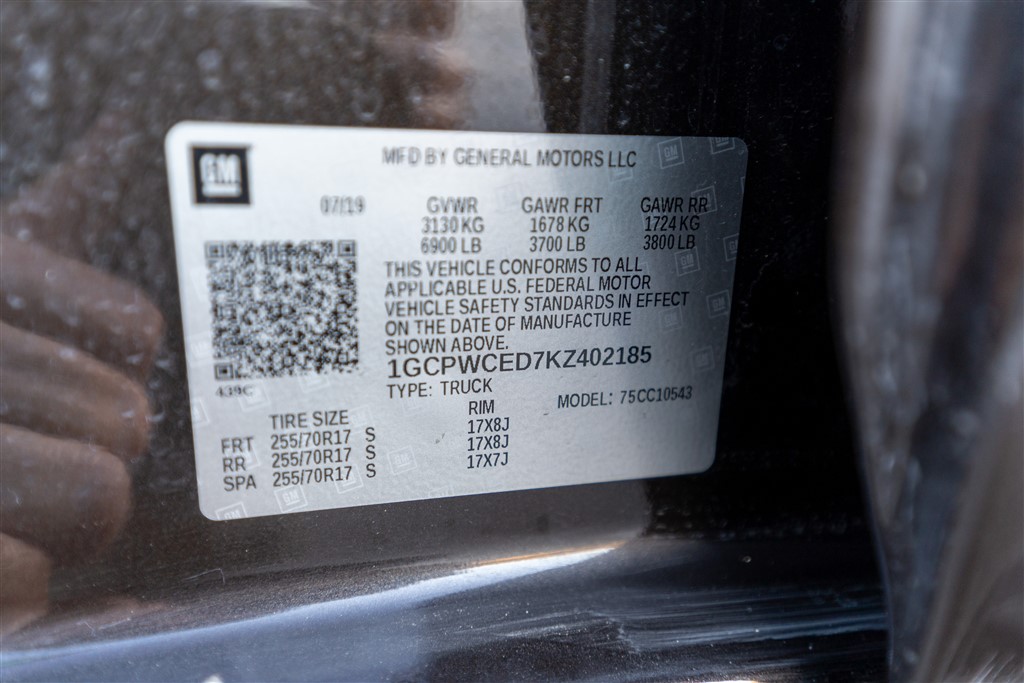 GM
MFD BY GENERAL MOTORS LLC
07/19 GVWR GAWR FRT GAWR RR
3130 KG 1678 KG 1724 KG
6900 LB 3700 LB 3800 LB
THIS VEHICLE CONFORMS TO ALL
APPLICABLE U.S. FEDERAL MOTOR
VEHICLE SAFETY STANDARDS IN EFFECT
ON THE DATE OF MANUFACTURE
SHOWN ABOVE.
1GCPWCED7KZ402185
439C
TYPE: TRUCK
MODEL: 75CC10543
TIRE SIZE RIM
FRT 255/70R17 S 17X8J
RR 255/70R17 S 17X8J
SPA 255/70R17 S 17X7J